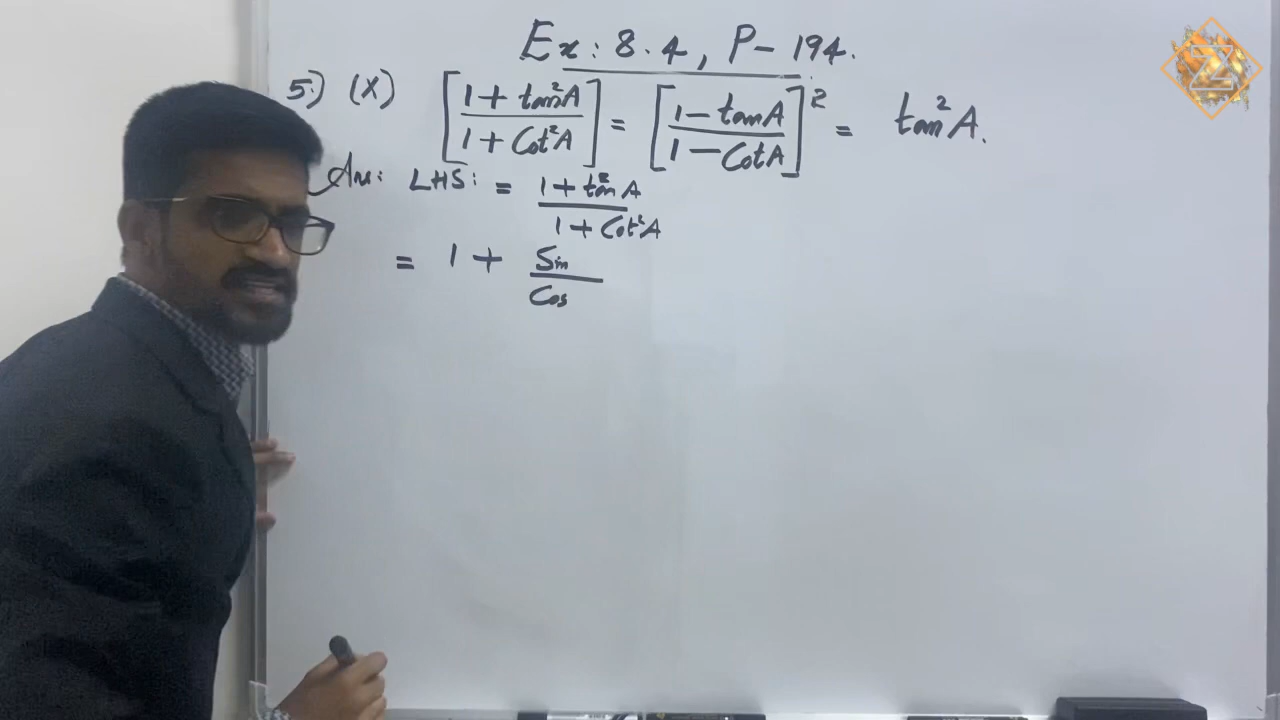 Ex: 8.4, P-194.
5.) (X) [1 + tan²A / 1 + Cot²A] = [1 - tanA / 1 - CotA]² = tan²A.
Ans: LHS: = 1 + tan²A / 1 + Cot²A
= 1 + Sin / Cos
Z